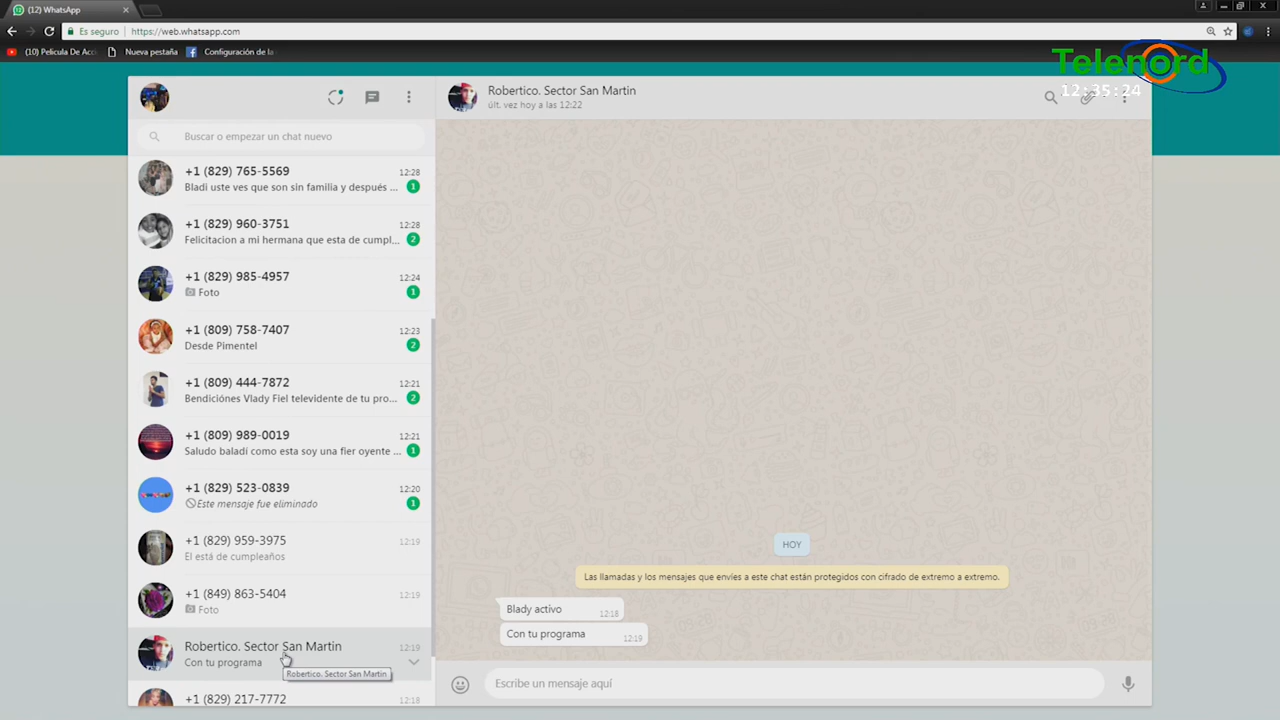 (12) WhatsApp
Es seguro
https://web.whatsapp.com
(10) Pelicula De Acc
Nueva pestaña
Configuración de la
Telenord
12:35:24
Buscar o empezar un chat nuevo
+1 (829) 765-5569
12:28
Bladi uste ves que son sin familia y después ...
1
+1 (829) 960-3751
12:28
Felicitacion a mi hermana que esta de cumpl...
2
+1 (829) 985-4957
12:24
Foto
1
+1 (809) 758-7407
12:23
Desde Pimentel
2
+1 (809) 444-7872
12:21
Bendiciónes Vlady Fiel televidente de tu pro...
2
+1 (809) 989-0019
12:21
Saludo baladí como esta soy una fier oyente ...
1
+1 (829) 523-0839
12:20
Este mensaje fue eliminado
1
+1 (829) 959-3975
12:19
El está de cumpleaños
+1 (849) 863-5404
12:19
Foto
Robertico. Sector San Martin
12:19
Con tu programa
Robertico. Sector San Martin
+1 (829) 217-7772
12:18
Robertico. Sector San Martin
últ. vez hoy a las 12:22
HOY
Las llamadas y los mensajes que envíes a este chat están protegidos con cifrado de extremo a extremo.
Blady activo
12:18
Con tu programa
12:19
Escribe un mensaje aquí